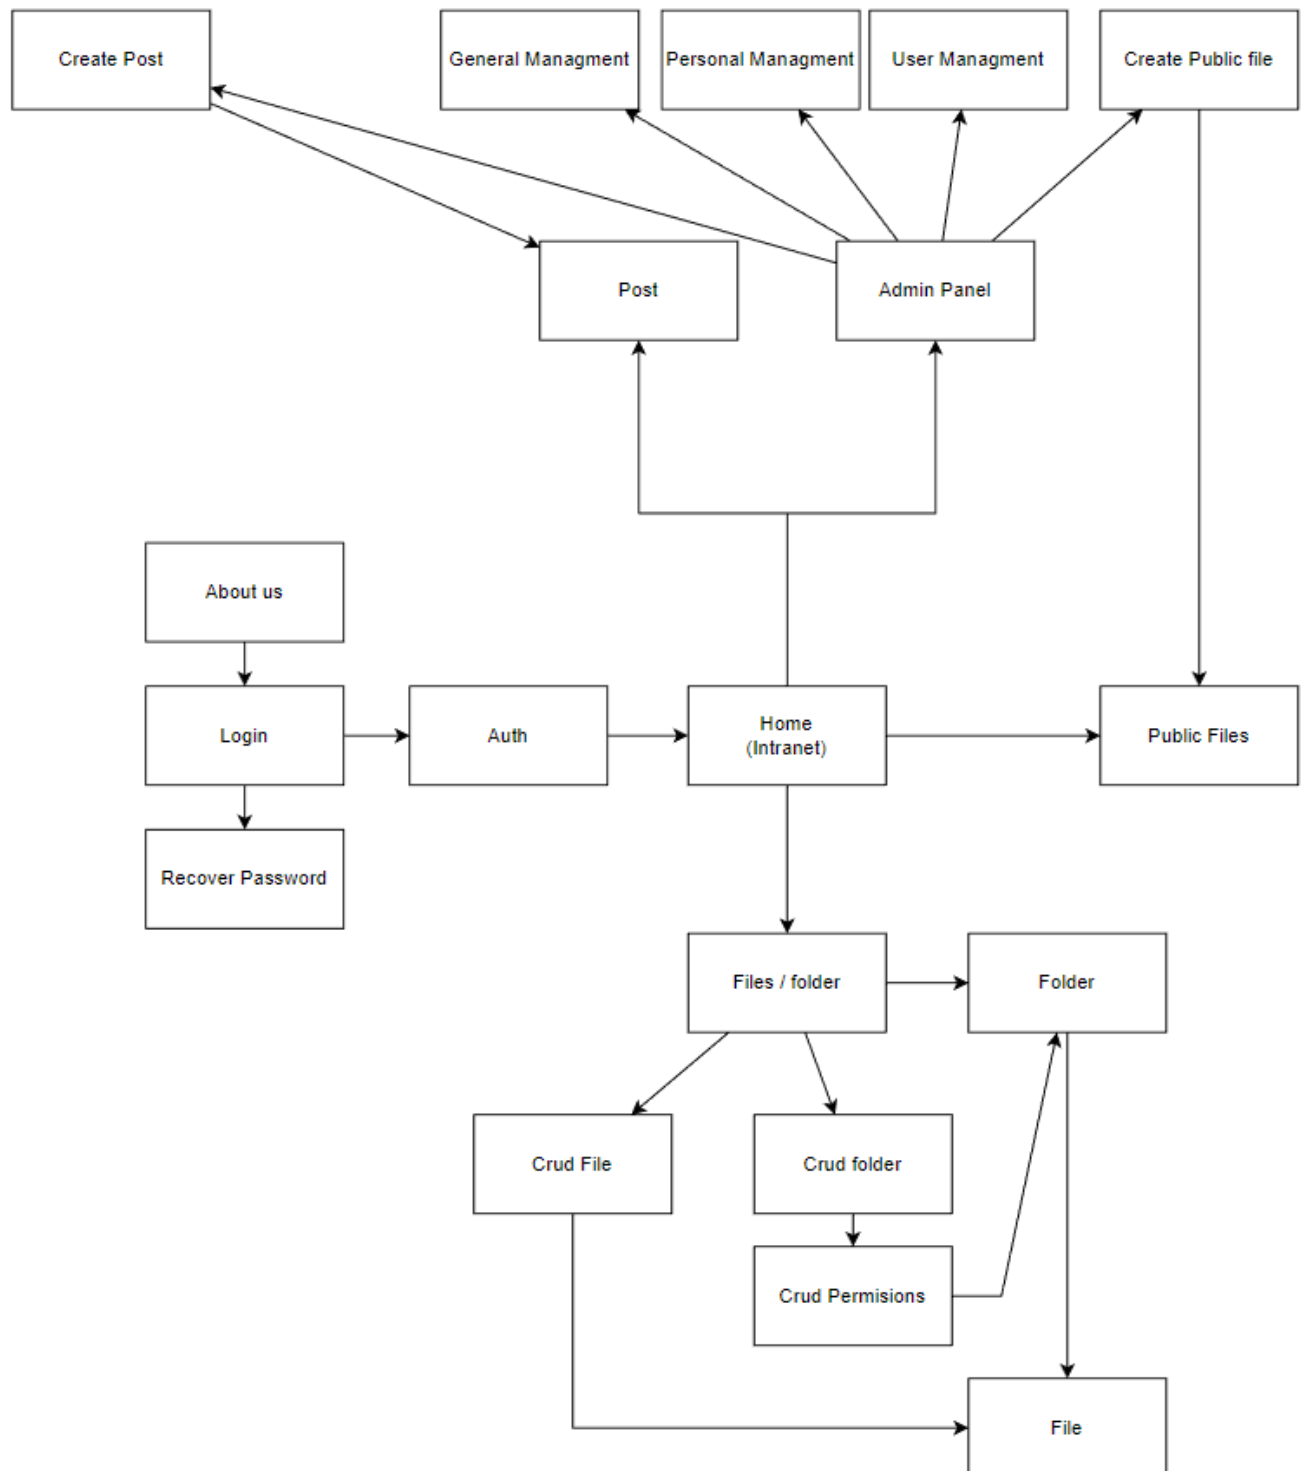 Create Post
General Managment
Personal Managment
User Managment
Create Public file
Post
Admin Panel
About us
Login
Auth
Home
(Intranet)
Public Files
Recover Password
Files / folder
Folder
Crud File
Crud folder
Crud Permisions
File